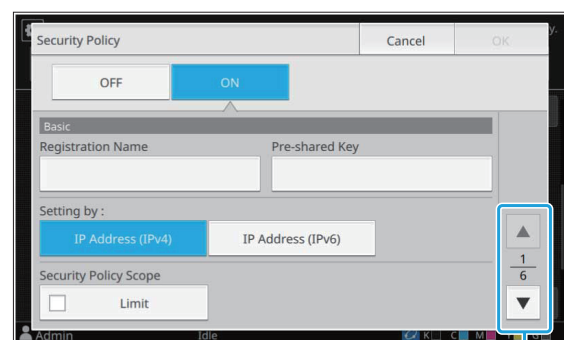 Security Policy Cancel OK
OFF ON
Basic
Registration Name Pre-shared Key
Setting by :
IP Address (IPv4) IP Address (IPv6)
1
6
Security Policy Scope
Limit
Admin Idle K C M